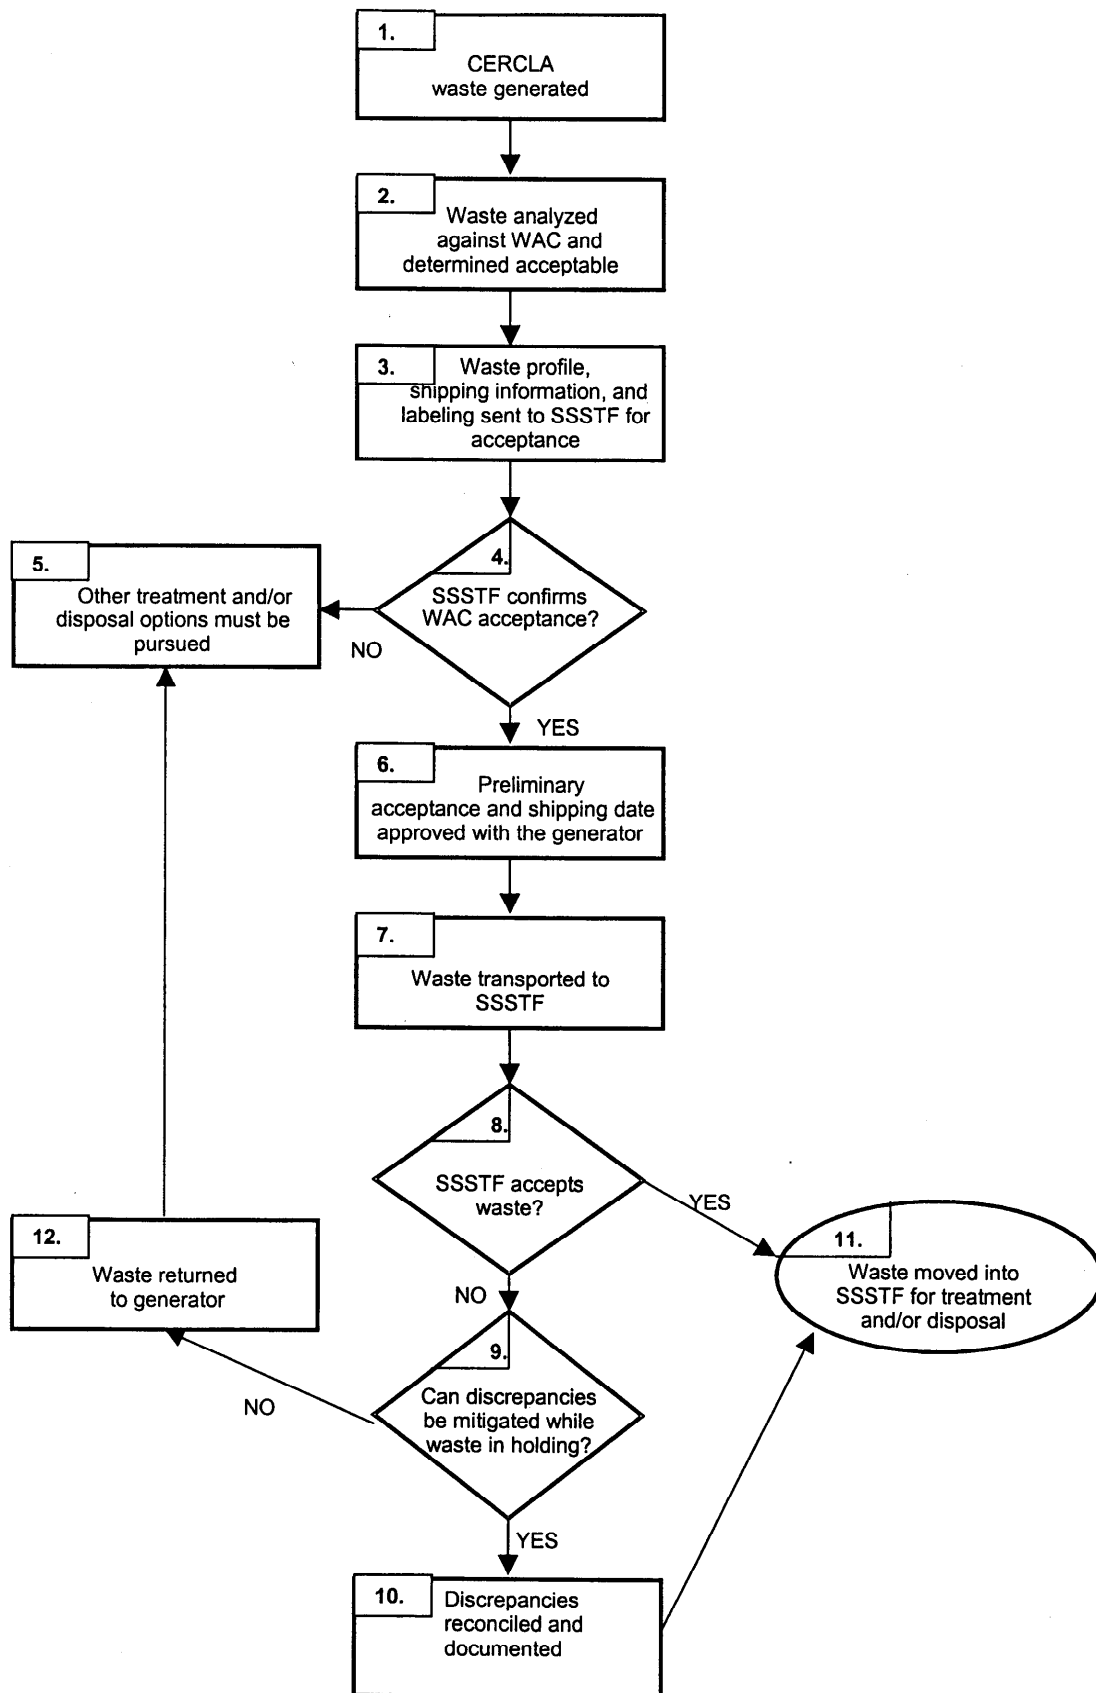 1.
CERCLA
waste generated
2.
Waste analyzed
against WAC and
determined acceptable
3.
Waste profile,
shipping information, and
labeling sent to SSSTF for
acceptance
4.
SSSTF confirms
WAC acceptance?
NO
YES
5.
Other treatment and/or
disposal options must be
pursued
6.
Preliminary
acceptance and shipping date
approved with the generator
7.
Waste transported to
SSSTF
8.
SSSTF accepts
waste?
YES
NO
9.
Can discrepancies
be mitigated while
waste in holding?
NO
YES
10.
Discrepancies
reconciled and
documented
11.
Waste moved into
SSSTF for treatment
and/or disposal
12.
Waste returned
to generator